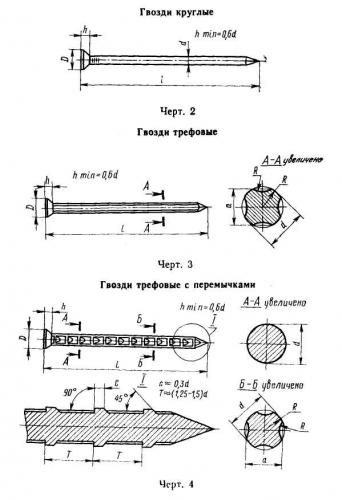 Гвозди круглые
h
h min=0,6d
d
D
l
Черт. 2
Гвозди трефовые
А-А увеличено
h
h min=0,6d
А
R
R
D
a
d
А
l
Черт. 3
Гвозди трефовые с перемычками
h
h min=0,6d
А-А увеличено
А
Б
I
D
d
А
Б
l
Б-Б увеличено
90°
c
45°
I
c ≈ 0,3d
T≈(1,25-1,5)d
d
R
R
T
T
a
Черт. 4